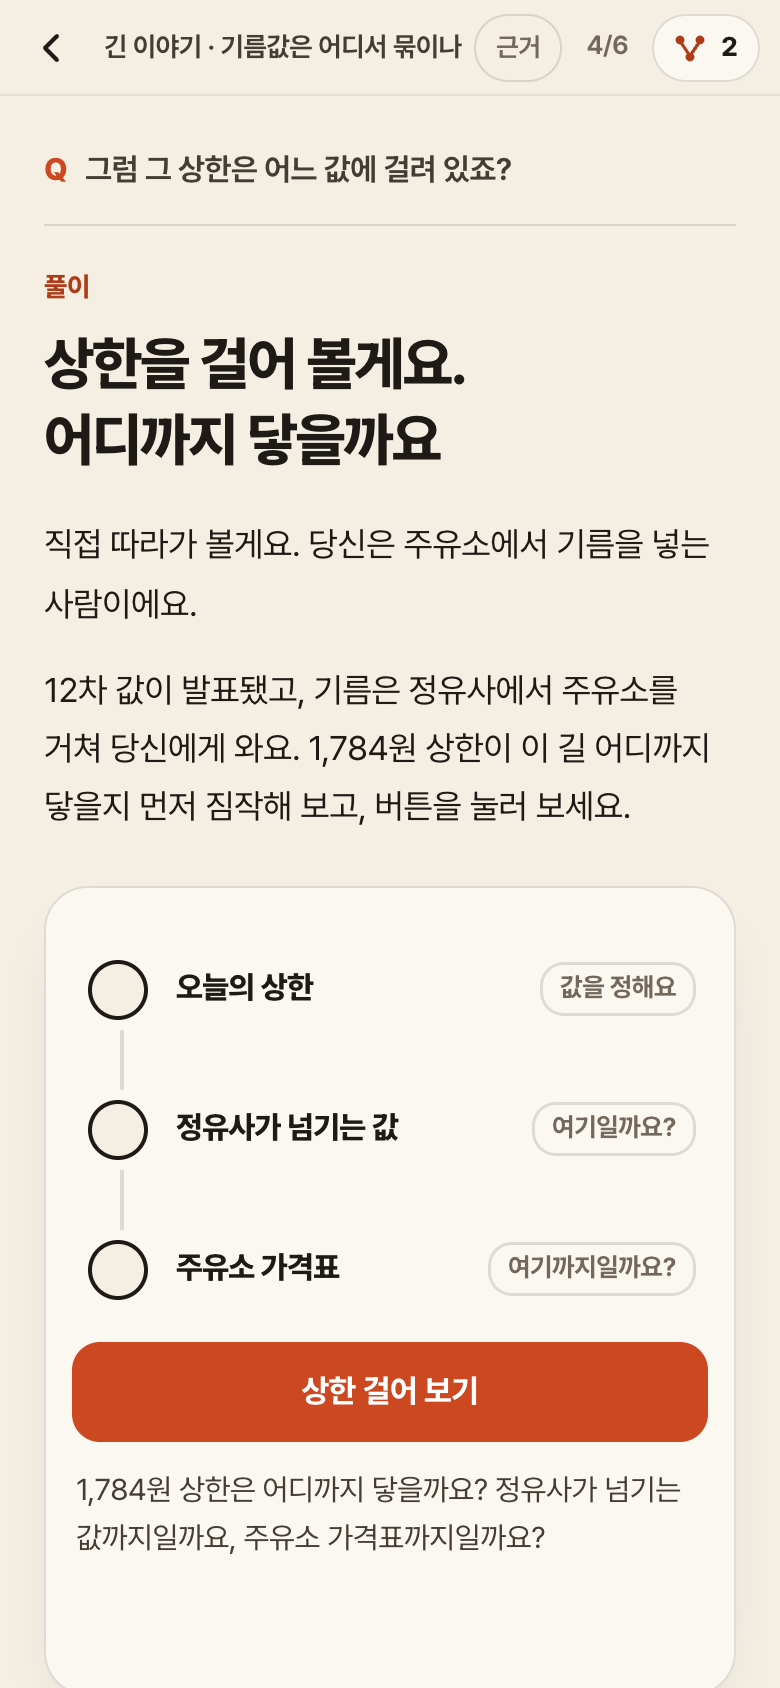 긴 이야기 · 기름값은 어디서 묶이나
근거
4/6
2
Q 그럼 그 상한은 어느 값에 걸려 있죠?
풀이
상한을 걸어 볼게요.
어디까지 닿을까요
직접 따라가 볼게요. 당신은 주유소에서 기름을 넣는
사람이에요.
12차 값이 발표됐고, 기름은 정유사에서 주유소를
거쳐 당신에게 와요. 1,784원 상한이 이 길 어디까지
닿을지 먼저 짐작해 보고, 버튼을 눌러 보세요.
오늘의 상한
값을 정해요
정유사가 넘기는 값
여기일까요?
주유소 가격표
여기까지일까요?
상한 걸어 보기
1,784원 상한은 어디까지 닿을까요? 정유사가 넘기는
값까지일까요, 주유소 가격표까지일까요?